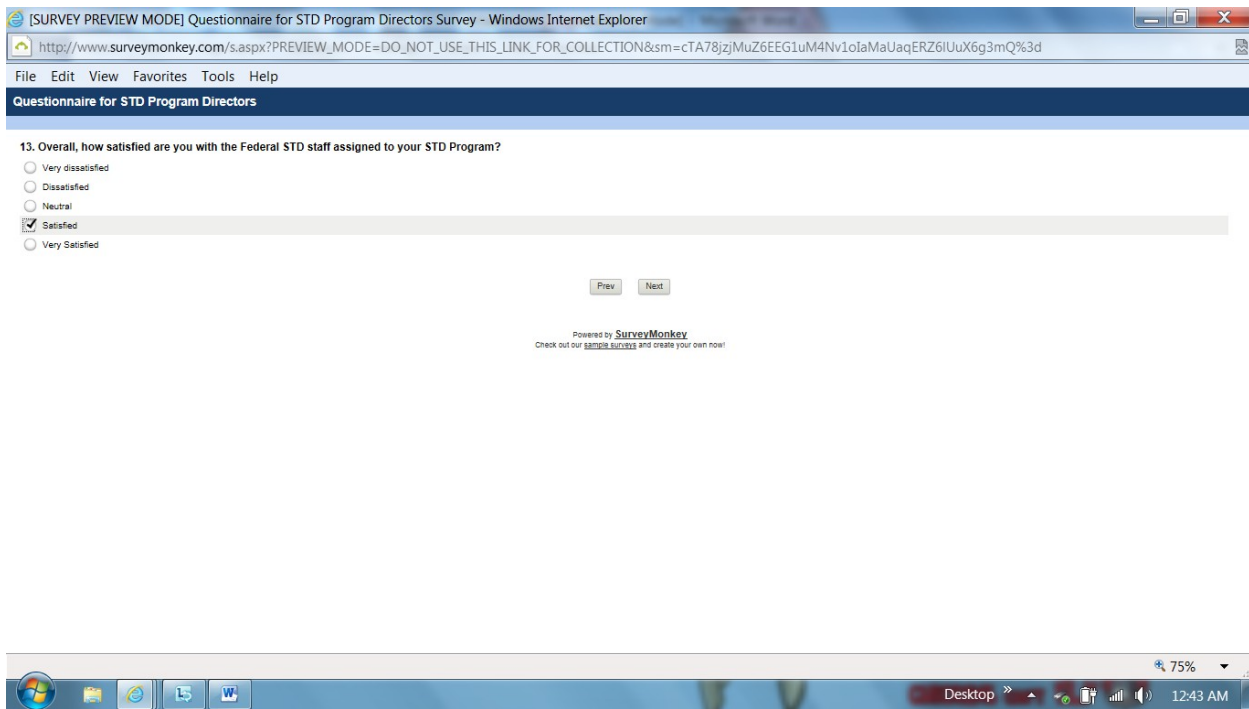 [SURVEY PREVIEW MODE] Questionnaire for STD Program Directors Survey - Windows Internet Explorer
http://www.surveymonkey.com/s.aspx?PREVIEW_MODE=DO_NOT_USE_THIS_LINK_FOR_COLLECTION&sm=cTA78jzjMuZ6EEG1uM4Nv1oIaMaUaqERZ6lUuX6g3mQ%3d
File Edit View Favorites Tools Help
Questionnaire for STD Program Directors
13. Overall, how satisfied are you with the Federal STD staff assigned to your STD Program?
Very dissatisfied
Dissatisfied
Neutral
Satisfied
Very Satisfied
Prev Next
Powered by SurveyMonkey
Check out our sample surveys and create your own now!
75%
Desktop » 12:43 AM